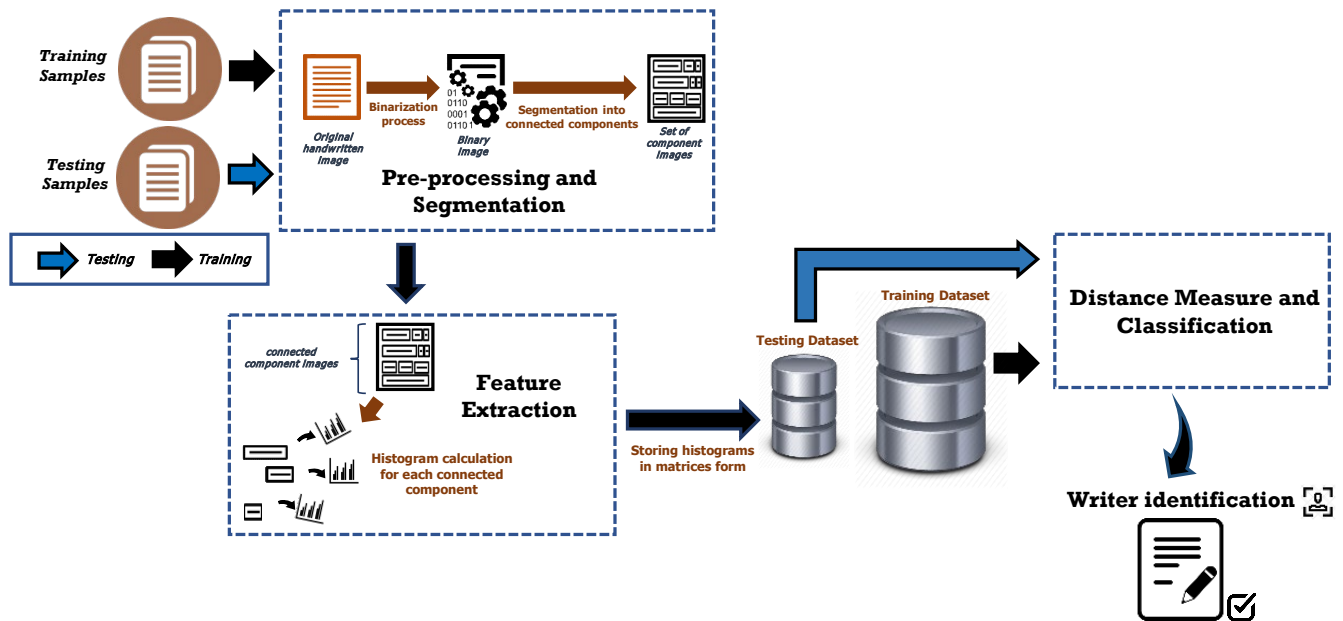 Training
Samples
Testing
Samples
Testing
Training
Original
handwritten
image
Binarization
process
01
0110
0001
01101
Binary
image
Segmentation into
connected components
Set of
component
images
Pre-processing and
Segmentation
connected
component images
Feature
Extraction
Histogram calculation
for each connected
component
Storing histograms
in matrices form
Testing Dataset
Training Dataset
Distance Measure and
Classification
Writer identification